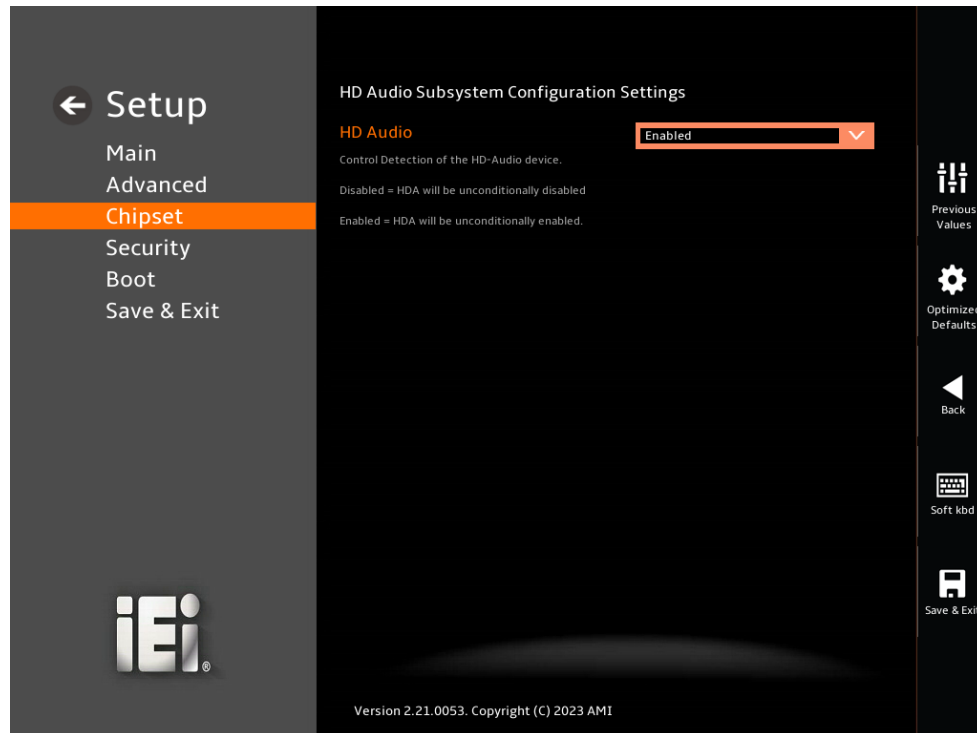 Setup
Main
Advanced
Chipset
Security
Boot
Save & Exit
iEi®
HD Audio Subsystem Configuration Settings
HD Audio
Enabled
Control Detection of the HD-Audio device.
Disabled = HDA will be unconditionally disabled
Enabled = HDA will be unconditionally enabled.
Version 2.21.0053. Copyright (C) 2023 AMI
Previous
Values
Optimized
Defaults
Back
Soft kbd
Save & Exit